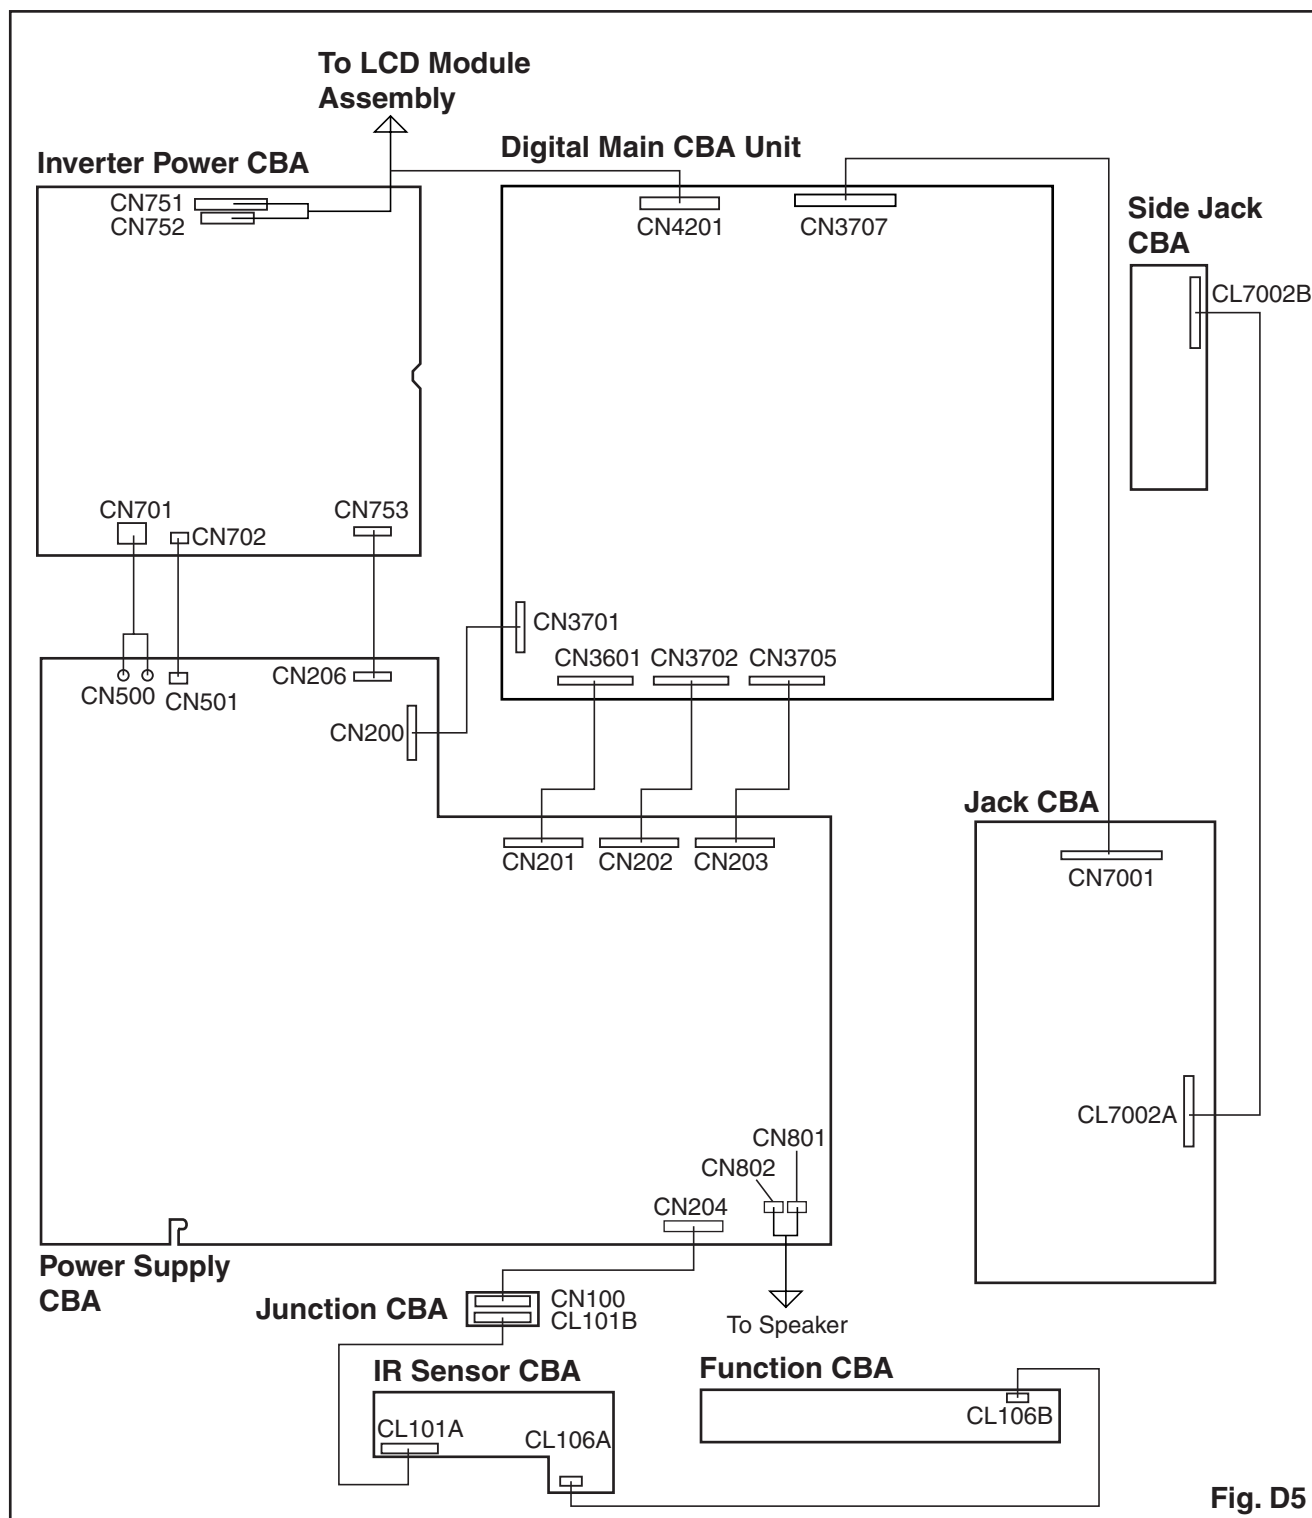 To LCD Module
Assembly
Inverter Power CBA
Digital Main CBA Unit
CN751
CN752
CN4201
CN3707
Side Jack
CBA
CL7002B
CN701
CN702
CN753
CN3701
CN3601
CN3702
CN3705
CN500
CN501
CN206
CN200
Jack CBA
CN201
CN202
CN203
CN7001
CL7002A
CN801
CN802
CN204
Power Supply
CBA
Junction CBA
CN100
CL101B
To Speaker
IR Sensor CBA
Function CBA
CL101A
CL106A
CL106B
Fig. D5